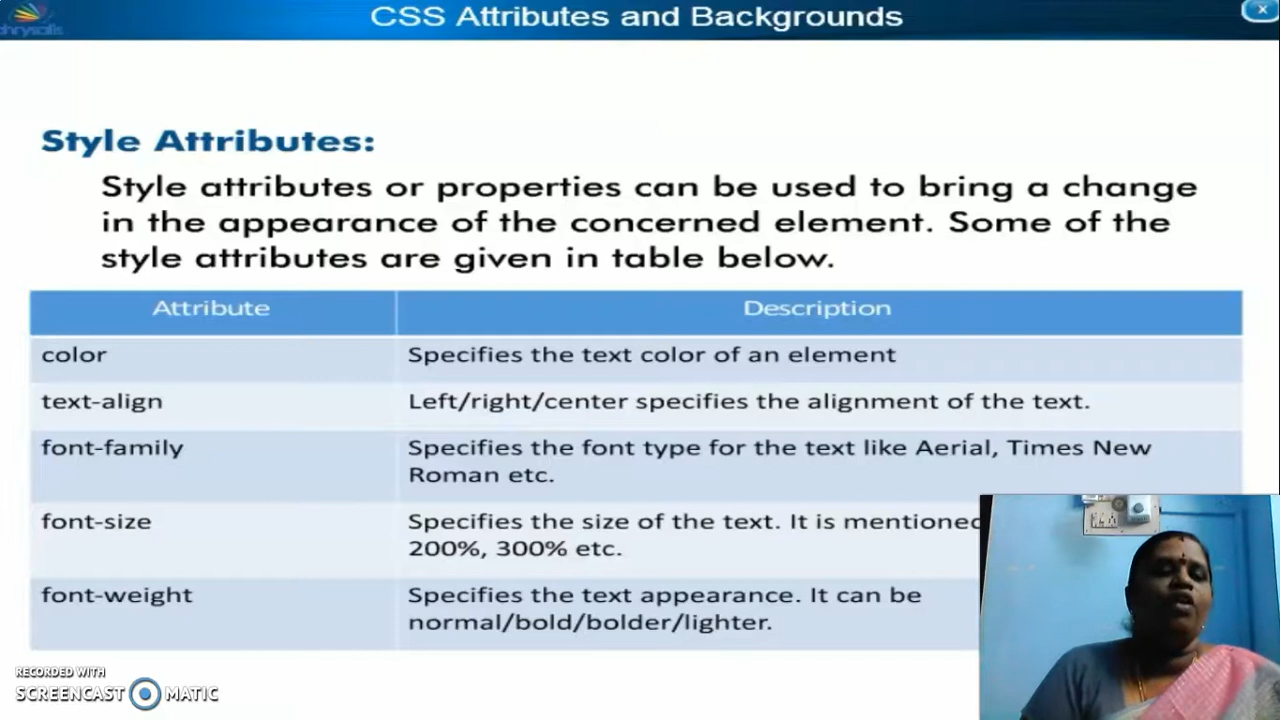 CSS Attributes and Backgrounds
chrysalis
Style Attributes:
Style attributes or properties can be used to bring a change
in the appearance of the concerned element. Some of the
style attributes are given in table below.
Attribute Description
color Specifies the text color of an element
text-align Left/right/center specifies the alignment of the text.
font-family Specifies the font type for the text like Aerial, Times New
Roman etc.
font-size Specifies the size of the text. It is mentioned
200%, 300% etc.
font-weight Specifies the text appearance. It can be
normal/bold/bolder/lighter.
RECORDED WITH
SCREENCAST MATIC